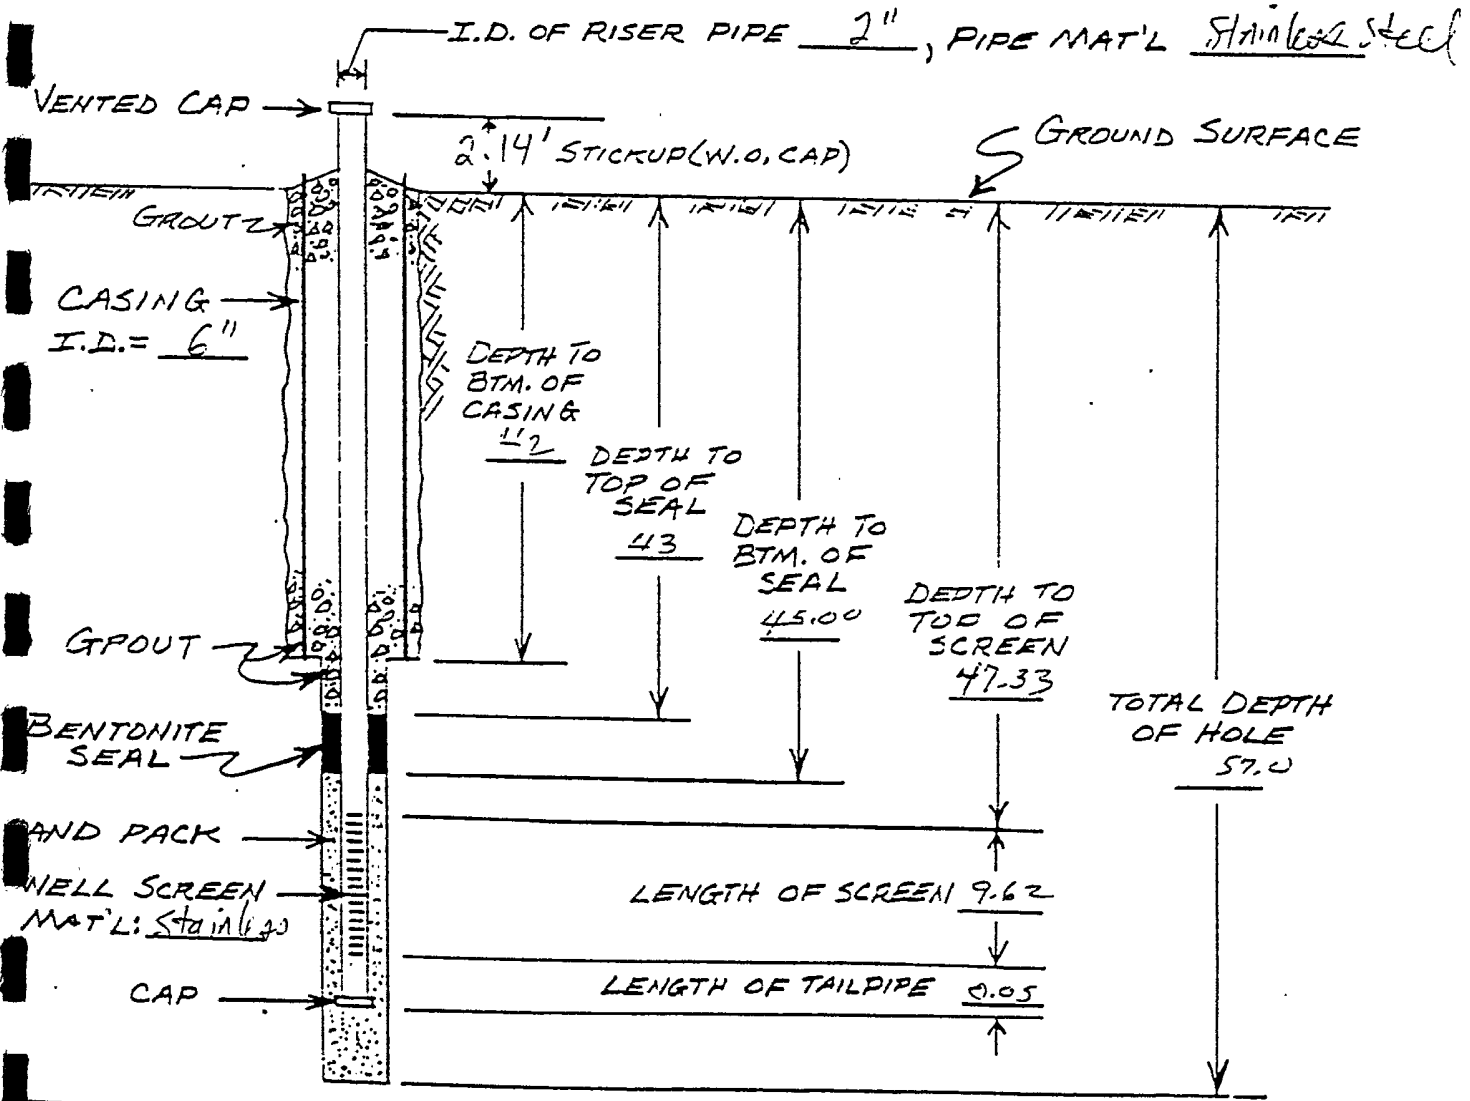 I.D. OF RISER PIPE 2", PIPE MAT'L Stainless Steel
VENTED CAP
2.14' STICKUP (W.O. CAP)
GROUND SURFACE
GROUT
CASING
I.D.= 6"
DEPTH TO
BTM. OF
CASING
DEPTH TO
TOP OF
SEAL
43
DEPTH TO
BTM. OF
SEAL
45.00
DEPTH TO
TOP OF
SCREEN
47.33
GROUT
TOTAL DEPTH
OF HOLE
57.0
BENTONITE
SEAL
AND PACK
WELL SCREEN
MAT'L: Stainless
LENGTH OF SCREEN 9.62
CAP
LENGTH OF TAILPIPE 0.05